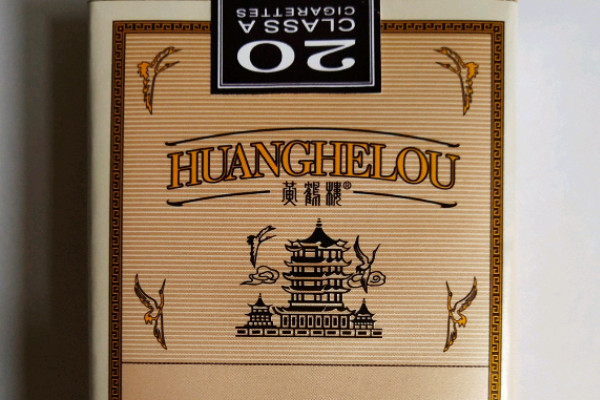 20
CLASS A
CIGARETTES
HUANGHELOU
黄鹤楼®